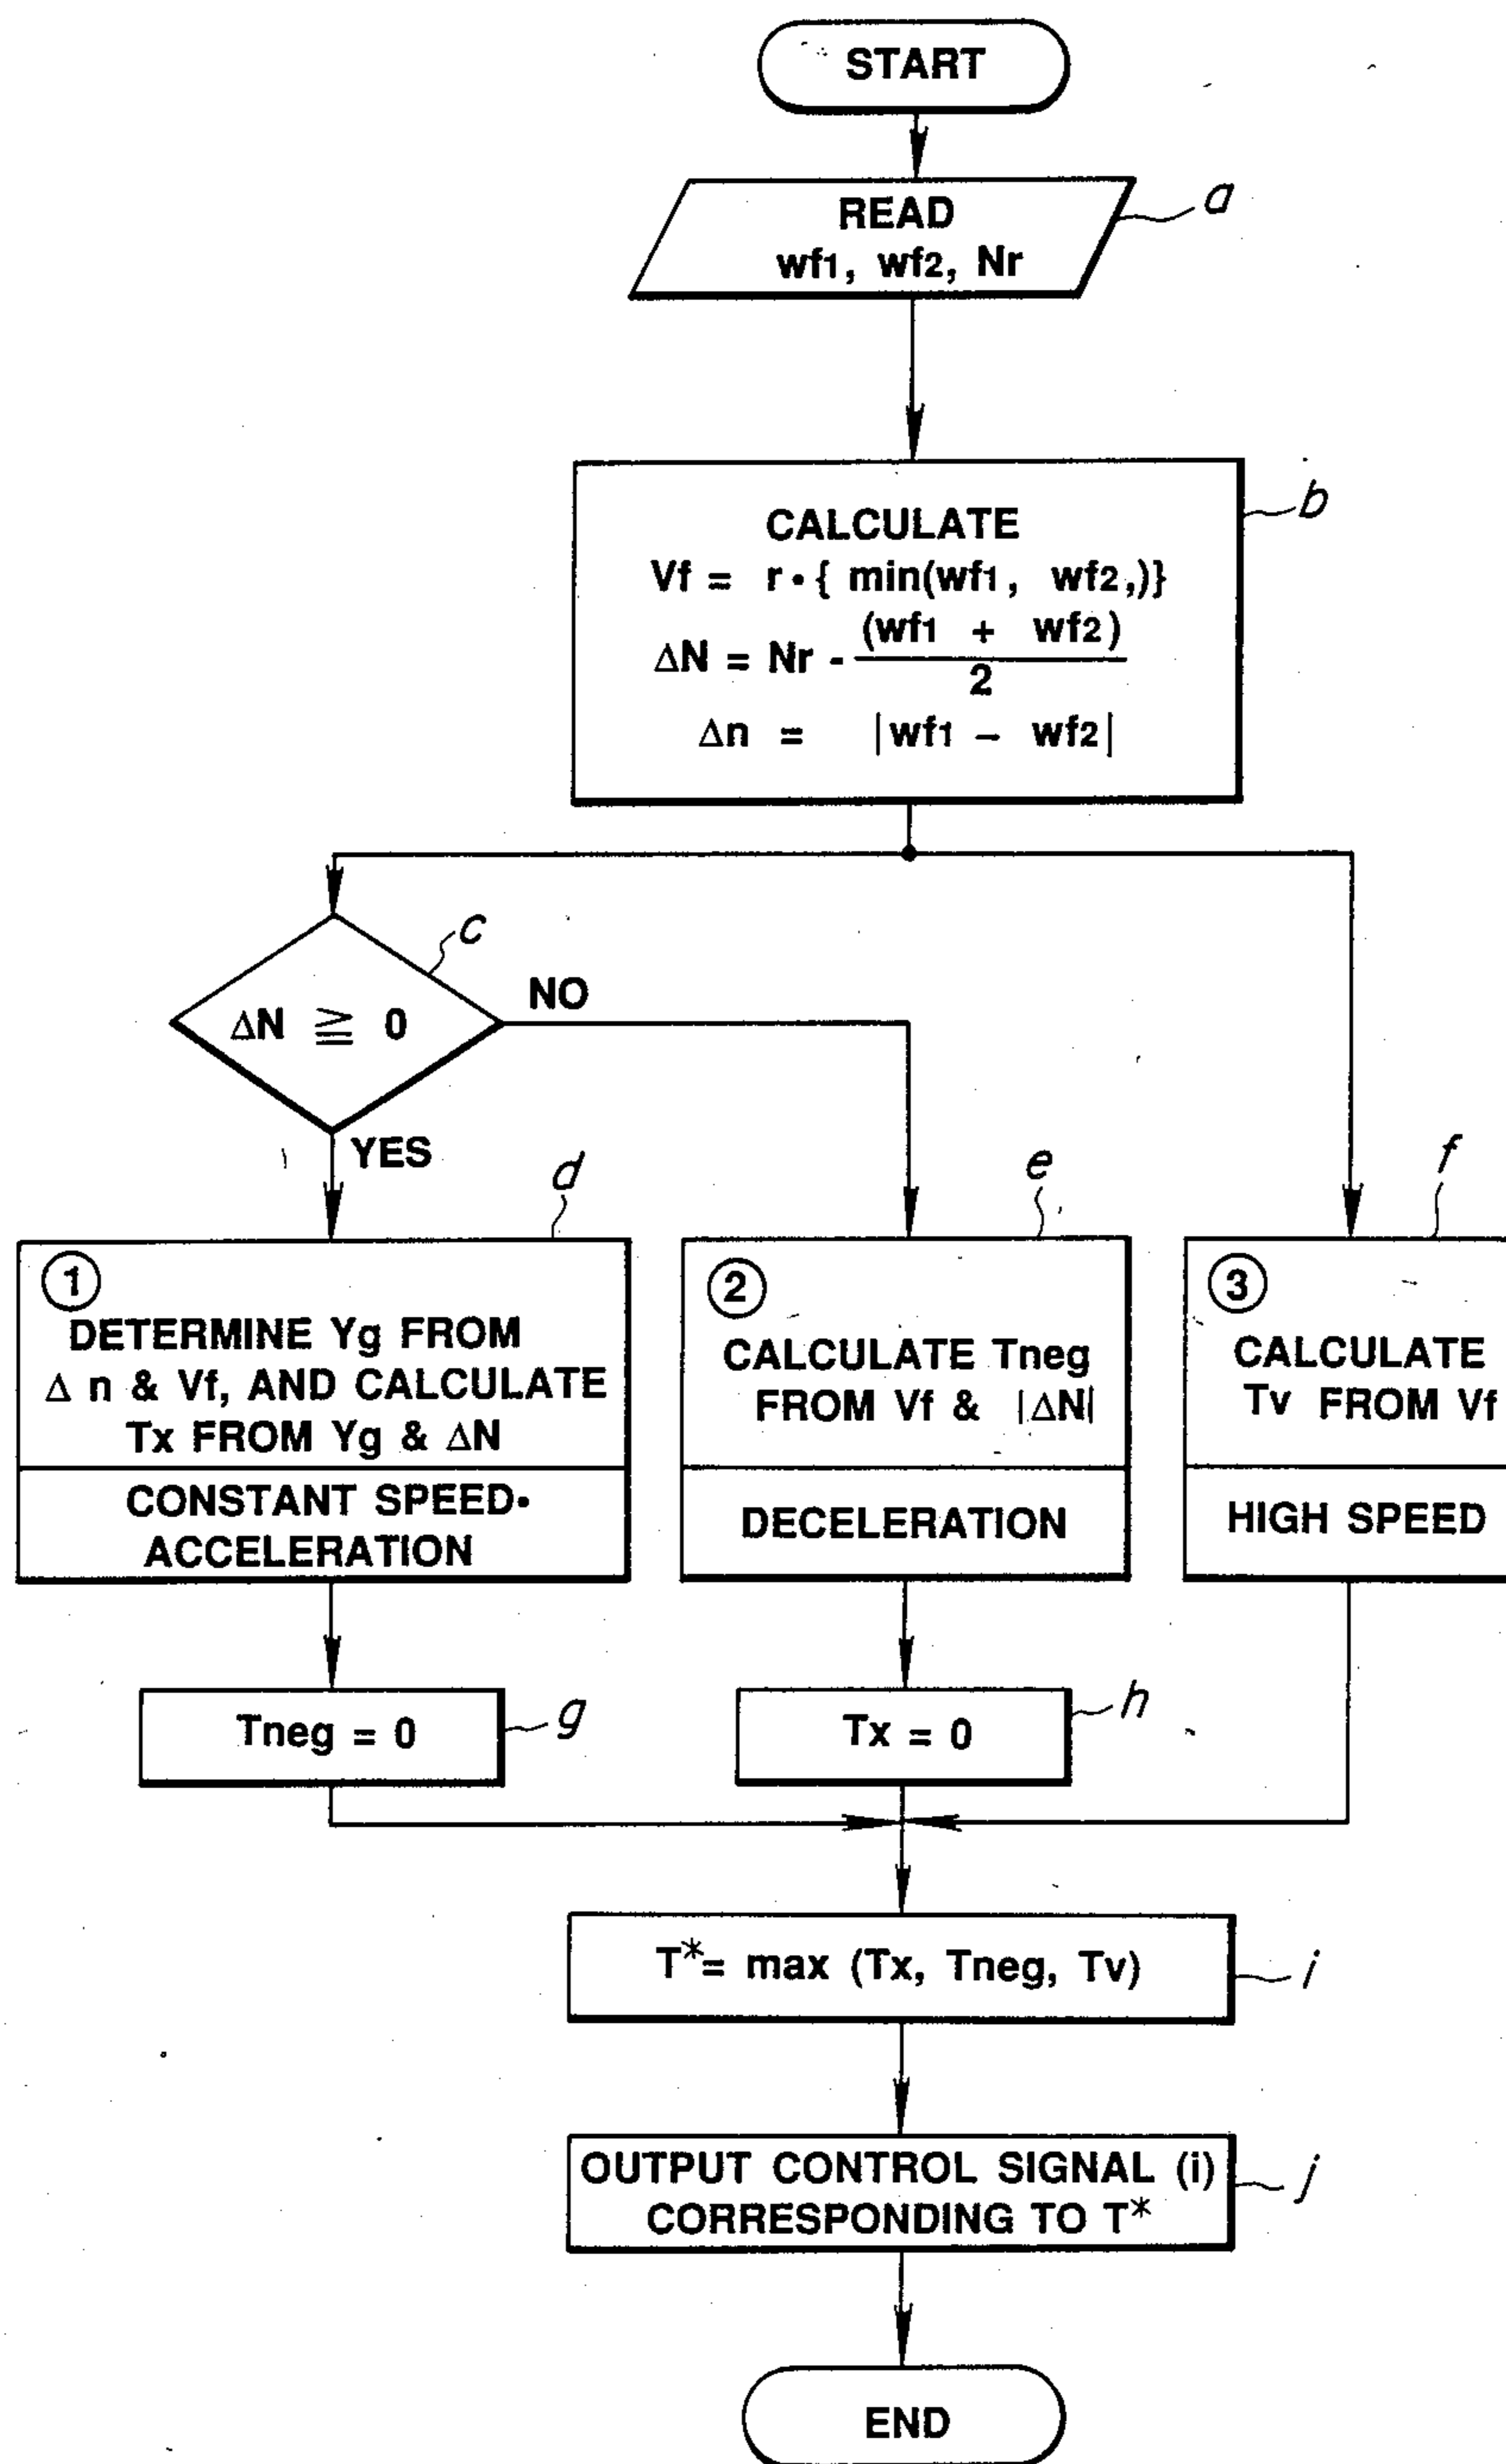 START
READ
wf1, wf2, Nr
a
CALCULATE
Vf = r・{ min(wf1, wf2,)}
ΔN = Nr - (wf1 + wf2)
2
Δn = |wf1 − wf2|
b
c
ΔN ≧ 0
NO
YES
d
①
DETERMINE Yg FROM
Δ n & Vf, AND CALCULATE
Tx FROM Yg & ΔN
CONSTANT SPEED・
ACCELERATION
e
②
CALCULATE Tneg
FROM Vf & |ΔN|
DECELERATION
f
③
CALCULATE
Tv FROM Vf
HIGH SPEED
Tneg = 0
g
Tx = 0
h
T*= max (Tx, Tneg, Tv)
i
OUTPUT CONTROL SIGNAL (i)
CORRESPONDING TO T*
j
END